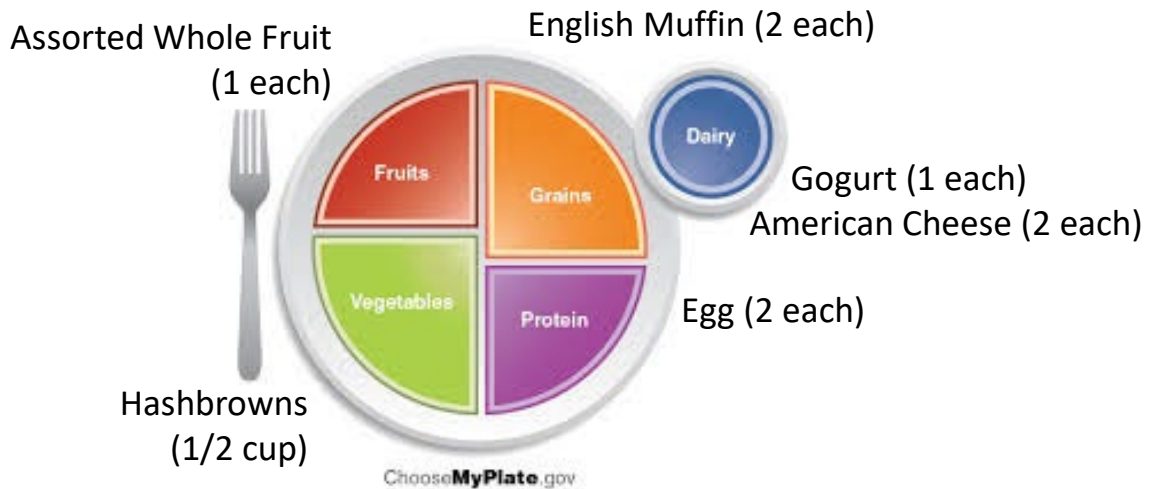 Assorted Whole Fruit
(1 each)
English Muffin (2 each)
Dairy
Fruits
Grains
Gogurt (1 each)
American Cheese (2 each)
Vegetables
Protein
Egg (2 each)
Hashbrowns
(1/2 cup)
ChooseMyPlate.gov